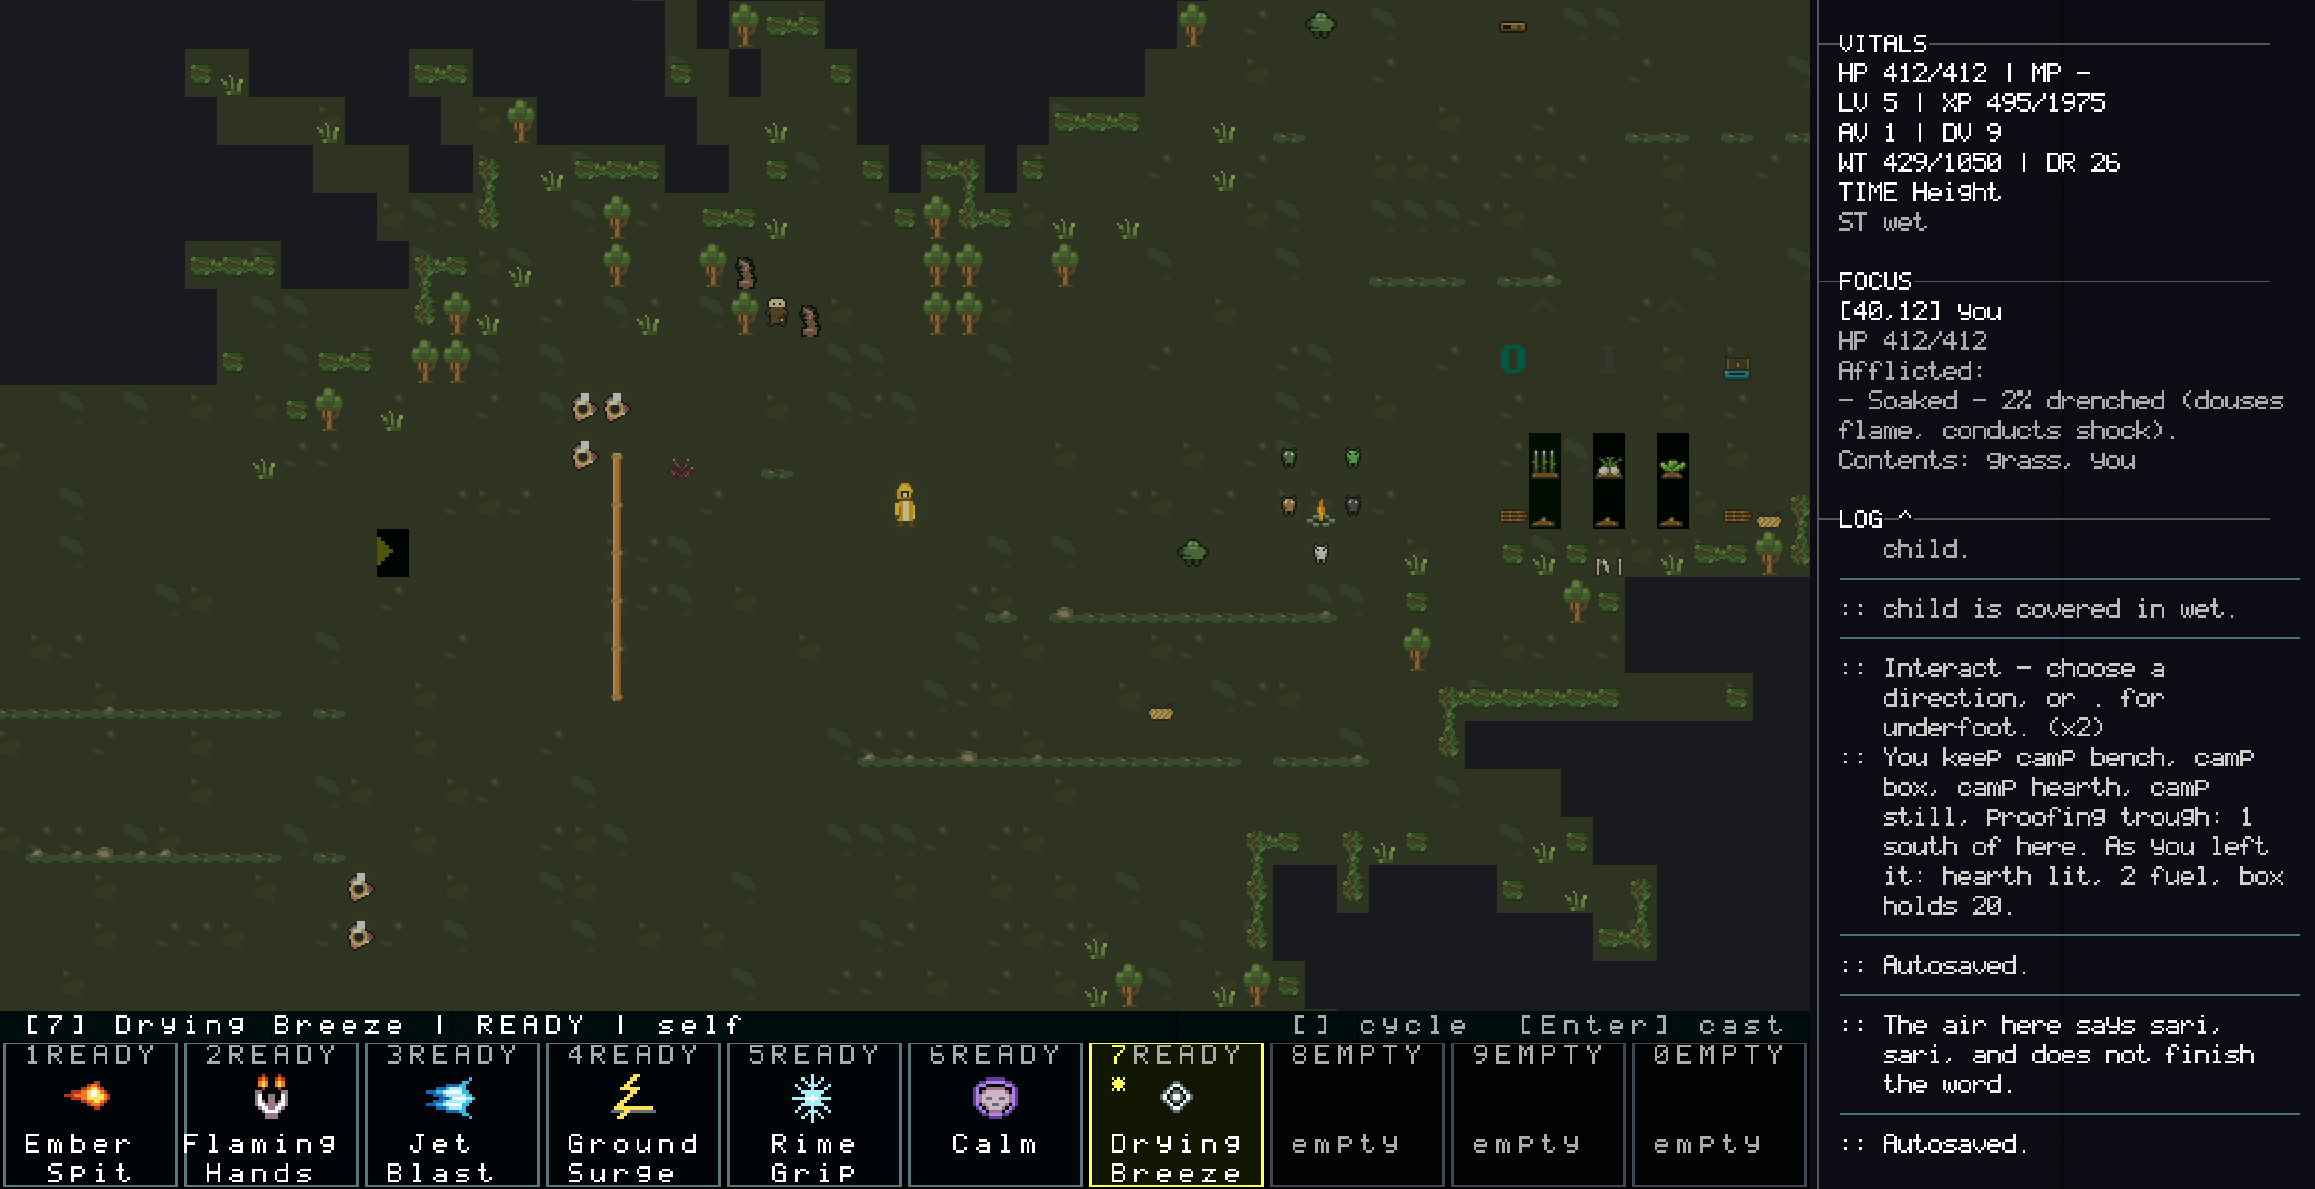 VITALS
HP 412/412 | MP -
LV 5 | XP 495/1975
AV 1 | DV 9
WT 429/1050 | DR 26
TIME Height
ST wet
FOCUS
[40,12] you
HP 412/412
Afflicted:
- Soaked - 2% drenched (douses
flame, conducts shock).
Contents: grass, you
LOG ^
child.
:: child is covered in wet.
:: Interact - choose a
direction, or . for
underfoot. (x2)
:: You keep camp bench, camp
box, camp hearth, camp
still, proofing trough: 1
south of here. As you left
it: hearth lit, 2 fuel, box
holds 20.
:: Autosaved.
:: The air here says sari,
sari, and does not finish
the word.
:: Autosaved.
[7] Drying Breeze | READY | self
[] cycle [Enter] cast
1READY
Ember
Spit
2READY
Flaming
Hands
3READY
Jet
Blast
4READY
Ground
Surge
5READY
Rime
Grip
6READY
Calm
7READY
Drying
Breeze
8EMPTY
empty
9EMPTY
empty
0EMPTY
empty